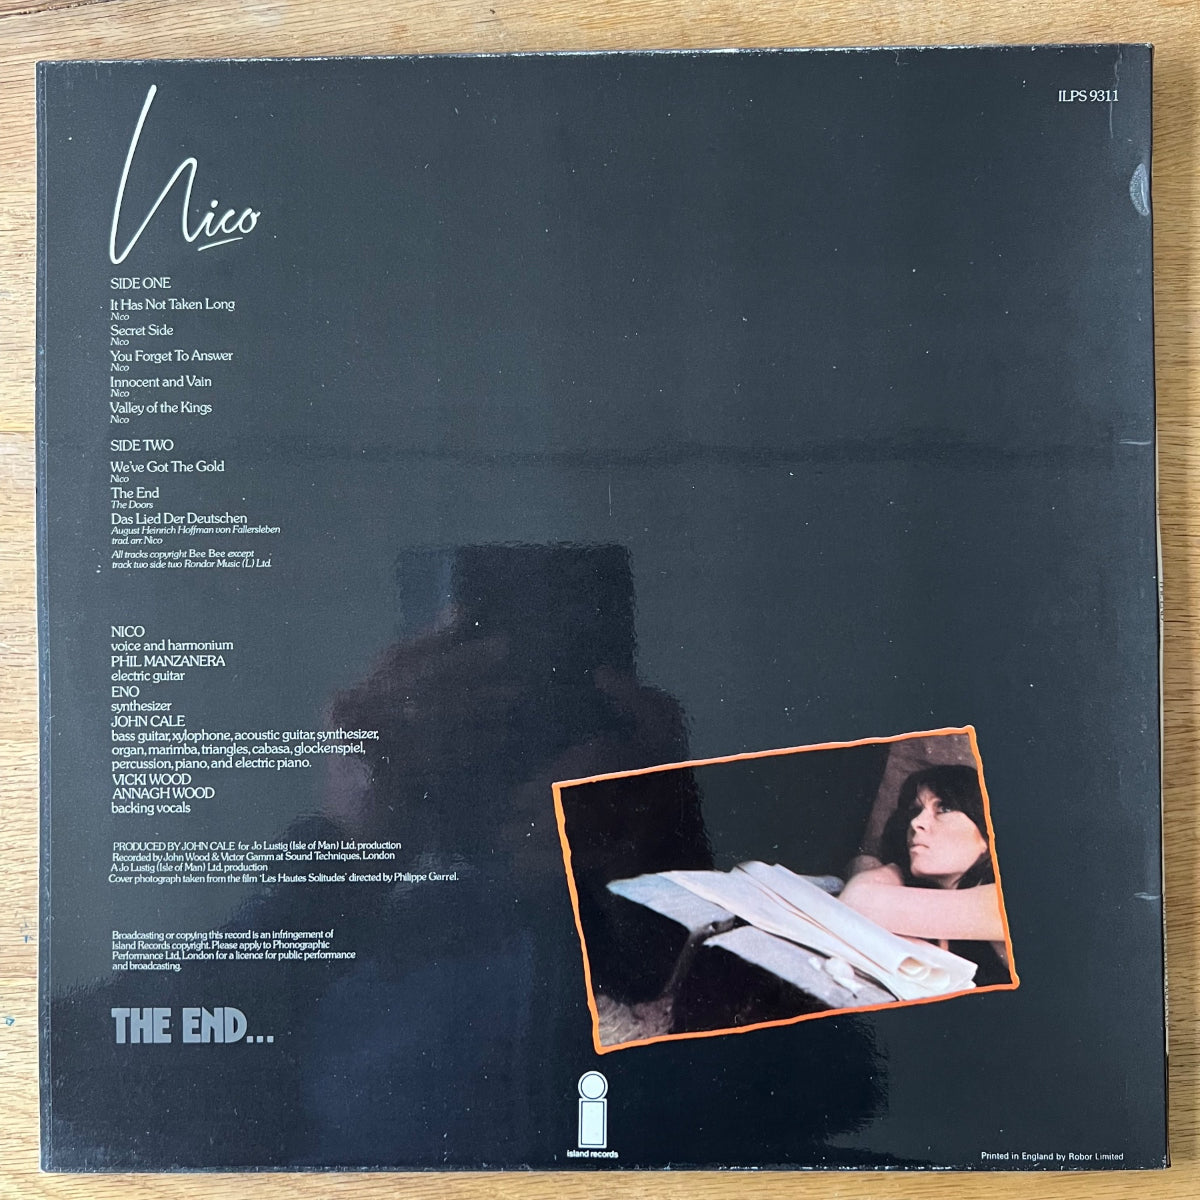 ILPS 9311
Nico
SIDE ONE
It Has Not Taken Long
Nico
Secret Side
Nico
You Forget To Answer
Nico
Innocent and Vain
Nico
Valley of the Kings
Nico
SIDE TWO
We've Got The Gold
Nico
The End
The Doors
Das Lied Der Deutschen
August Heinrich Hoffman von Fallersleben
trad. arr. Nico
All tracks copyright Bee Bee except
track two side two Rondor Music (L) Ltd.
NICO
voice and harmonium
PHIL MANZANERA
electric guitar
ENO
synthesizer
JOHN CALE
bass guitar, xylophone, acoustic guitar, synthesizer,
organ, marimba, triangles, cabasa, glockenspiel,
percussion, piano, and electric piano.
VICKI WOOD
ANNAGH WOOD
backing vocals
PRODUCED BY JOHN CALE for Jo Lustig (Isle of Man) Ltd. production
Recorded by John Wood & Victor Gamm at Sound Techniques, London
A Jo Lustig (Isle of Man) Ltd. production
Cover photograph taken from the film 'Les Hautes Solitudes' directed by Philippe Garrel.
Broadcasting or copying this record is an infringement of
Island Records copyright. Please apply to Phonographic
Performance Ltd, London for a licence for public performance
and broadcasting.
THE END...
island records
Printed in England by Robor Limited